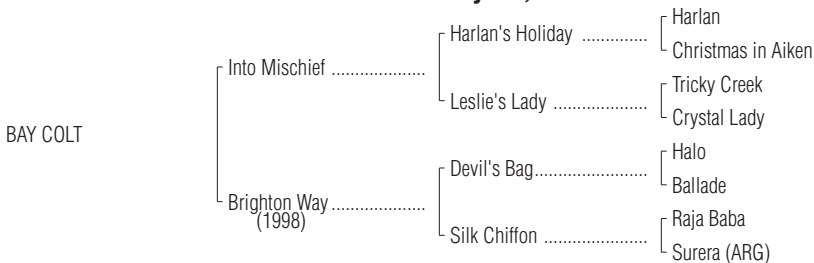 Harlan
Harlan's Holiday ..............
Christmas in Aiken
Into Mischief .....................
Tricky Creek
Leslie's Lady .....................
Crystal Lady
BAY COLT
Halo
Devil's Bag.........................
Ballade
Brighton Way .....................
(1998)
Raja Baba
Silk Chiffon .......................
Surera (ARG)